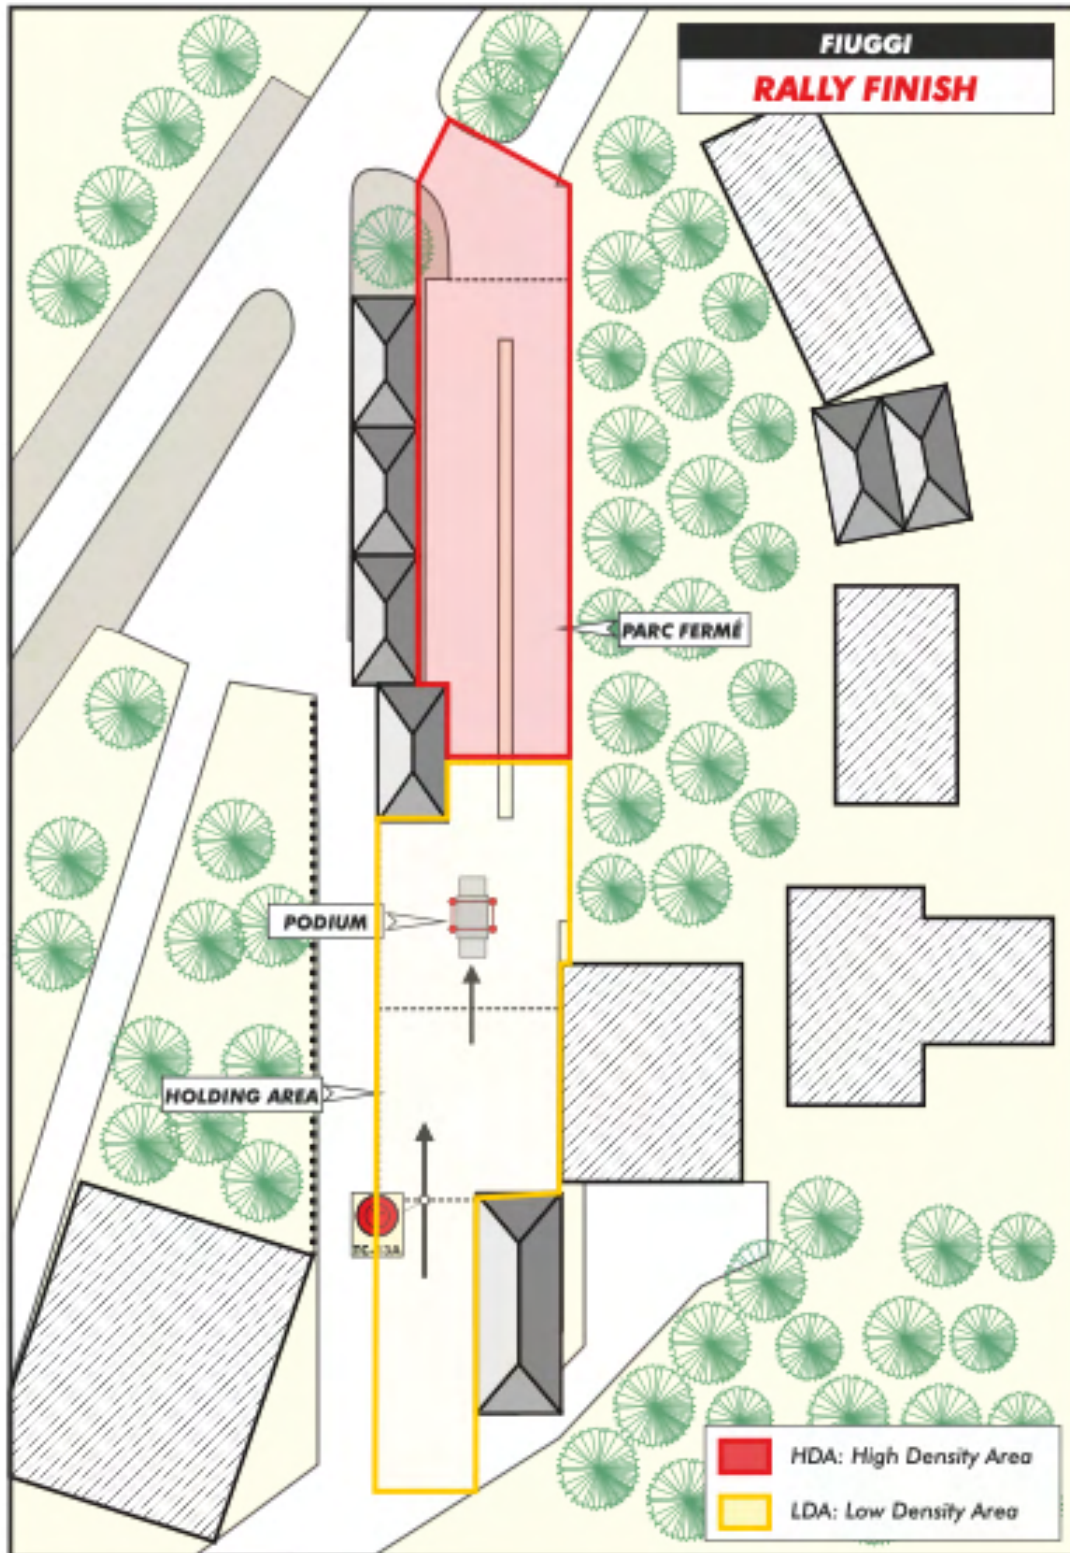 FIUGGI
RALLY FINISH
PARC FERMÉ
PODIUM
HOLDING AREA
HDA: High Density Area
LDA: Low Density Area